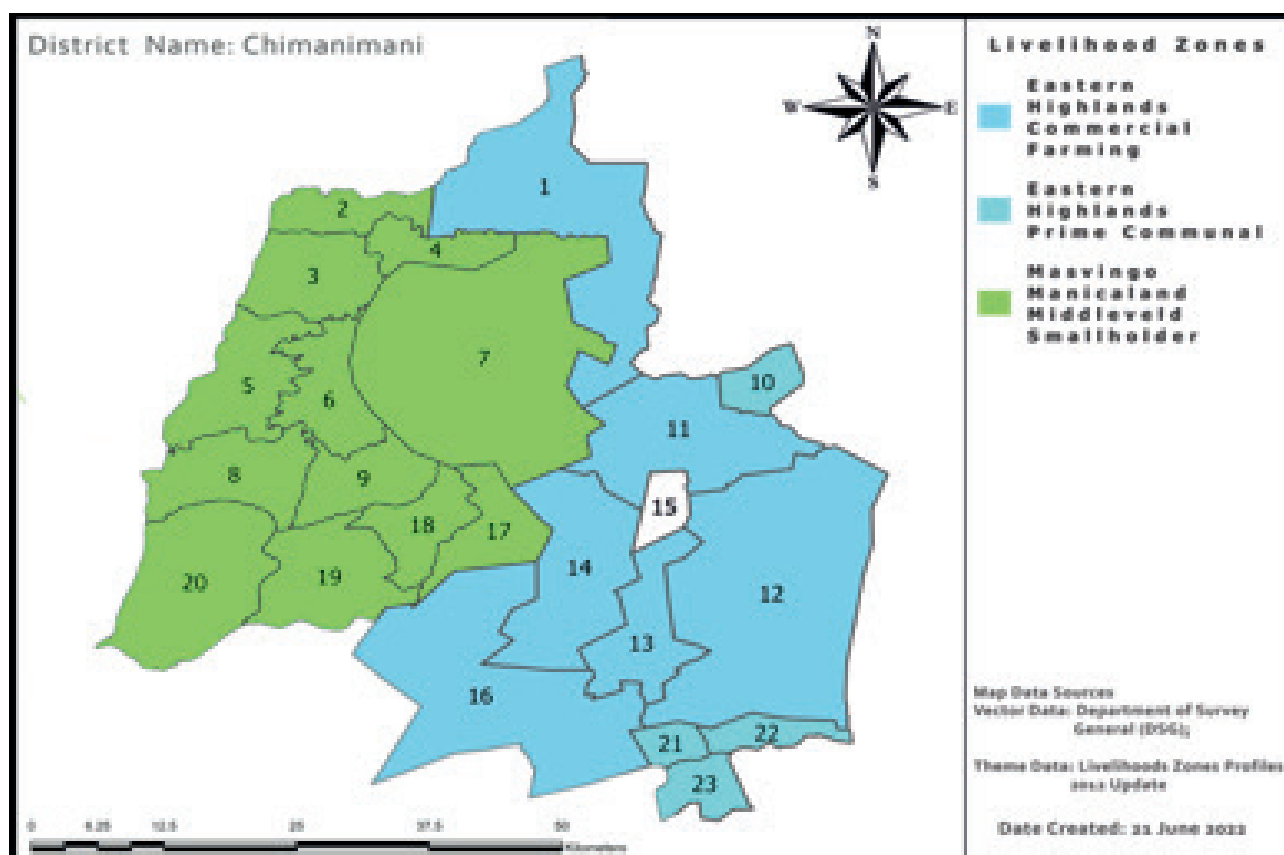 District Name: Chimanimani
N
W
E
S
Livelihood Zones
Eastern
Highlands
Commercial
Farming
Eastern
Highlands
Prime Communal
Masvingo
Manicaland
Middleveld
Smallholder
1
2
4
3
7
5
6
10
11
8
9
15
18
17
14
12
20
19
13
16
21
22
23
Map Data Sources
Vector Data: Department of Survey
General (DSG);
Theme Data: Livelihoods Zones Profiles
Update
Date Created: 21 June 2022
0 6.25 12.5 25 37.5 50
Kilometers